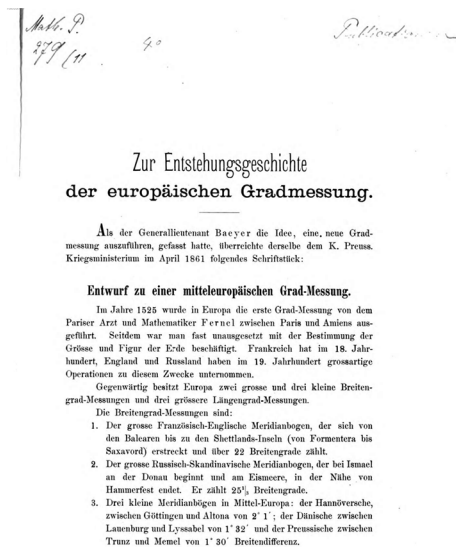 Math. P.
279 (11
4°
Zur Entstehungsgeschichte
der europäischen Gradmessung.
Als der Generallieutenant Baeyer die Idee, eine, neue Grad-
messung auszuführen, gefasst hatte, überreichte derselbe dem K. Preuss.
Kriegsministerium im April 1861 folgendes Schriftstück:
Entwurf zu einer mitteleuropäischen Grad-Messung.
Im Jahre 1525 wurde in Europa die erste Grad-Messung von dem
Pariser Arzt und Mathematiker Fernel zwischen Paris und Amiens aus-
geführt. Seitdem war man fast unausgesetzt mit der Bestimmung der
Grösse und Figur der Erde beschäftigt. Frankreich hat im 18. Jahr-
hundert, England und Russland haben im 19. Jahrhundert grossartige
Operationen zu diesem Zwecke unternommen.
Gegenwärtig besitzt Europa zwei grosse und drei kleine Breiten-
grad-Messungen und drei grössere Längengrad-Messungen.
Die Breitengrad-Messungen sind:
1. Der grosse Französisch-Englische Meridianbogen, der sich von
den Balearen bis zu den Shettlands-Inseln (von Formentera bis
Saxavord) erstreckt und über 22 Breitengrade zählt.
2. Der grosse Russisch-Skandinavische Meridianbogen, der bei Ismael
an der Donau beginnt und am Eismeere, in der Nähe von
Hammerfest endet. Er zählt Breitengrade.
3. Drei kleine Meridianbögen in Mittel-Europa: der Hannöversche,
zwischen Göttingen und Altona von 2° 1′; der Dänische zwischen
Lauenburg und Lyssabel von 1° 32′ und der Preussische zwischen
Trunz und Memel von 1° 30′ Breitendifferenz.